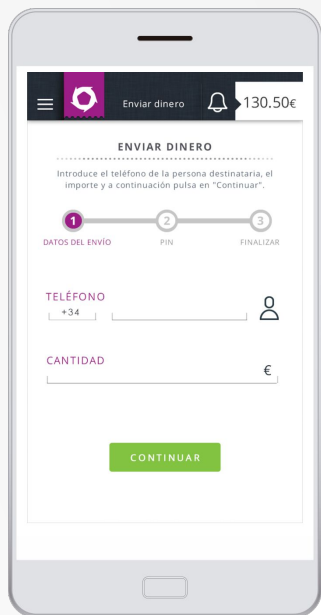 Enviar dinero
130.50€
ENVIAR DINERO
Introduce el teléfono de la persona destinataria, el
importe y a continuación pulsa en "Continuar".
1 2 3
DATOS DEL ENVÍO PIN FINALIZAR
TELÉFONO
+34
CANTIDAD
€
CONTINUAR